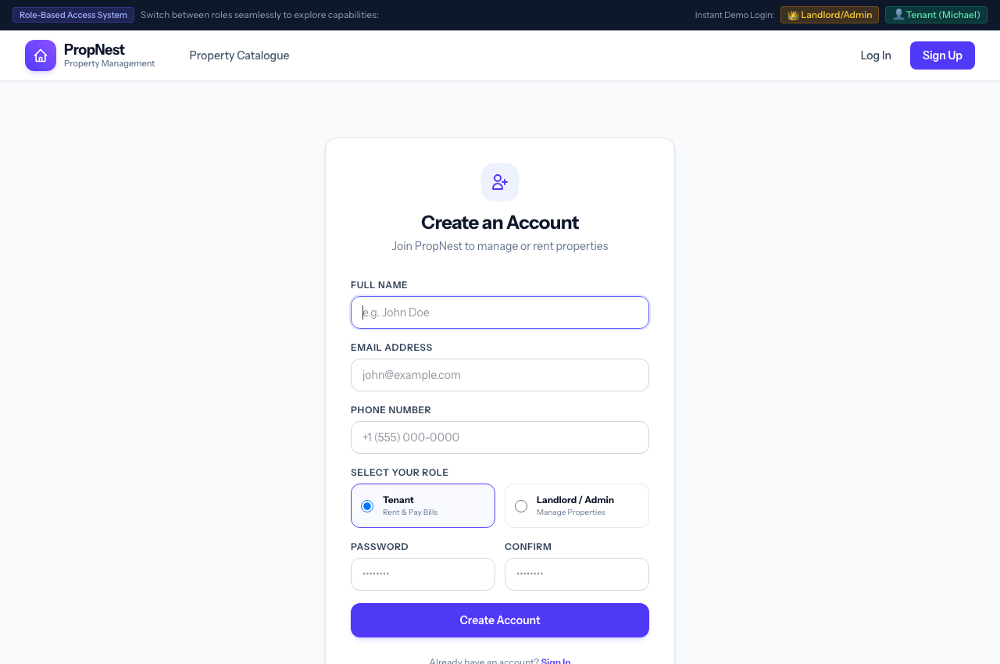 Role-Based Access System Switch between roles seamlessly to explore capabilities: Instant Demo Login: 👑 Landlord/Admin 👤 Tenant (Michael)
PropNest
Property Management
Property Catalogue
Log In
Sign Up
Create an Account
Join PropNest to manage or rent properties
FULL NAME
e.g. John Doe
EMAIL ADDRESS
john@example.com
PHONE NUMBER
+1 (555) 000-0000
SELECT YOUR ROLE
Tenant
Rent & Pay Bills
Landlord / Admin
Manage Properties
PASSWORD CONFIRM
•••••••• ••••••••
Create Account
Already have an account? Sign In